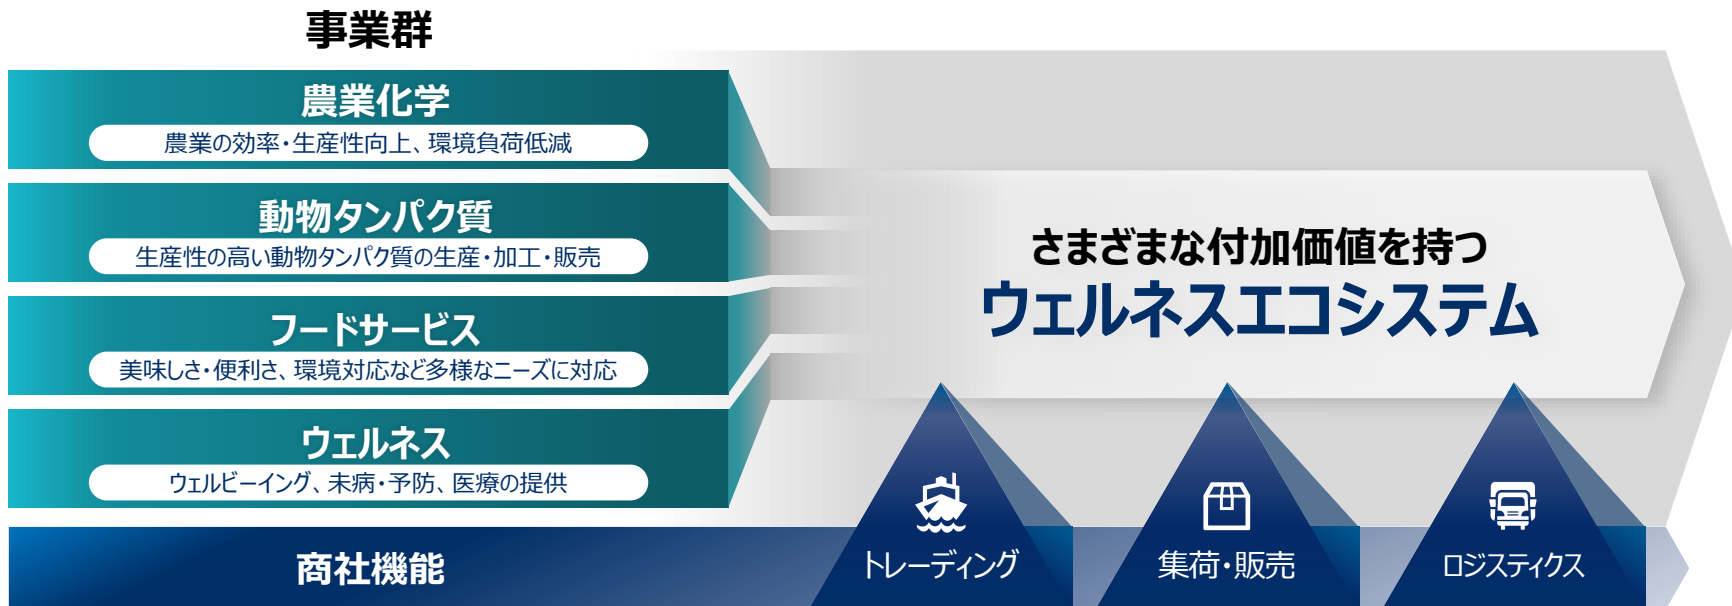 事業群
農業化学
農業の効率・生産性向上、環境負荷低減
動物タンパク質
生産性の高い動物タンパク質の生産・加工・販売
フードサービス
美味しさ・便利さ、環境対応など多様なニーズに対応
ウェルネス
ウェルビーイング、未病・予防、医療の提供
さまざまな付加価値を持つ
ウェルネスエコシステム
商社機能
トレーディング
集荷・販売
ロジスティクス